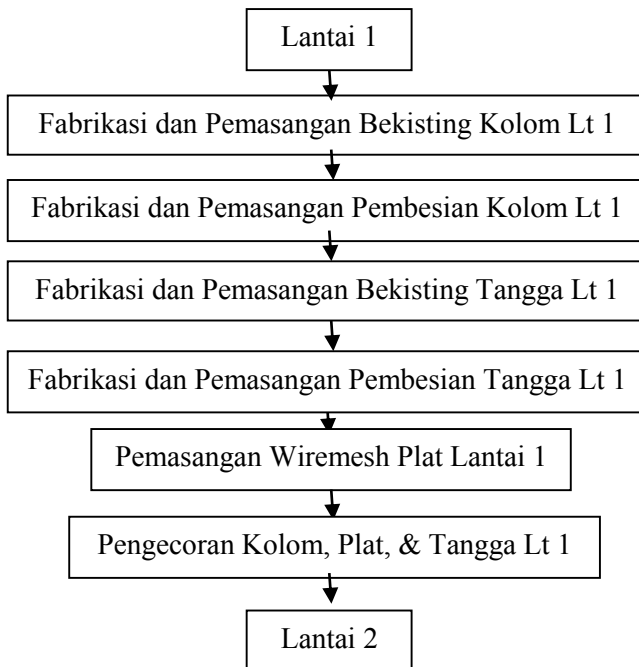 Lantai 1
Fabrikasi dan Pemasangan Bekisting Kolom Lt 1
Fabrikasi dan Pemasangan Pembesian Kolom Lt 1
Fabrikasi dan Pemasangan Bekisting Tangga Lt 1
Fabrikasi dan Pemasangan Pembesian Tangga Lt 1
Pemasangan Wiremesh Plat Lantai 1
Pengecoran Kolom, Plat, & Tangga Lt 1
Lantai 2